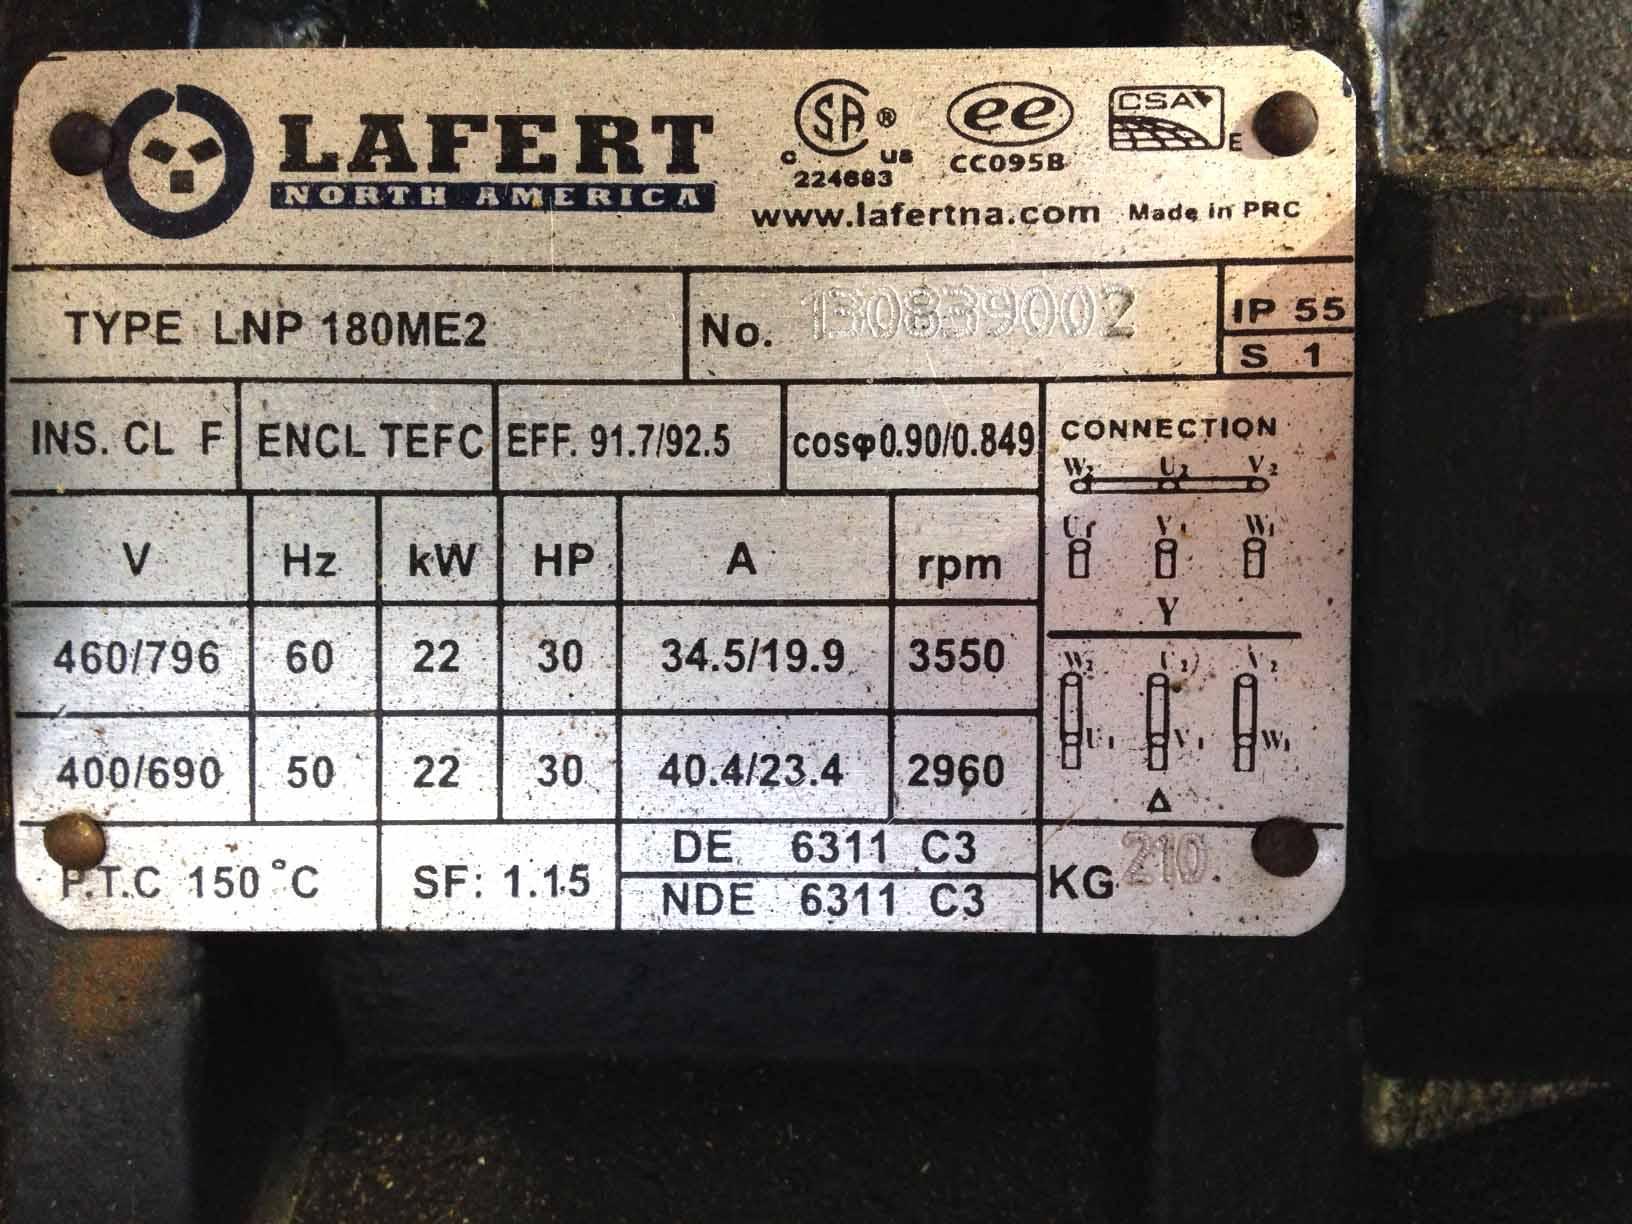 LAFERT
NORTH AMERICA
SA ®
c us
224683
ee
CC095B
CSA
E
www.lafertna.com Made in PRC
TYPE LNP 180ME2
No. 130839002
IP 55
S 1
INS. CL F ENCL TEFC EFF. 91.7/92.5 cosφ0.90/0.849
V Hz kW HP A rpm
460/796 60 22 30 34.5/19.9 3550
400/690 50 22 30 40.4/23.4 2960
P.T.C 150°C SF: 1.15
DE 6311 C3
NDE 6311 C3
CONNECTION
W2 U2 V2
U1 V1 W1
Y
W2 U2 V2
U1 V1 W1
Δ
KG 210.